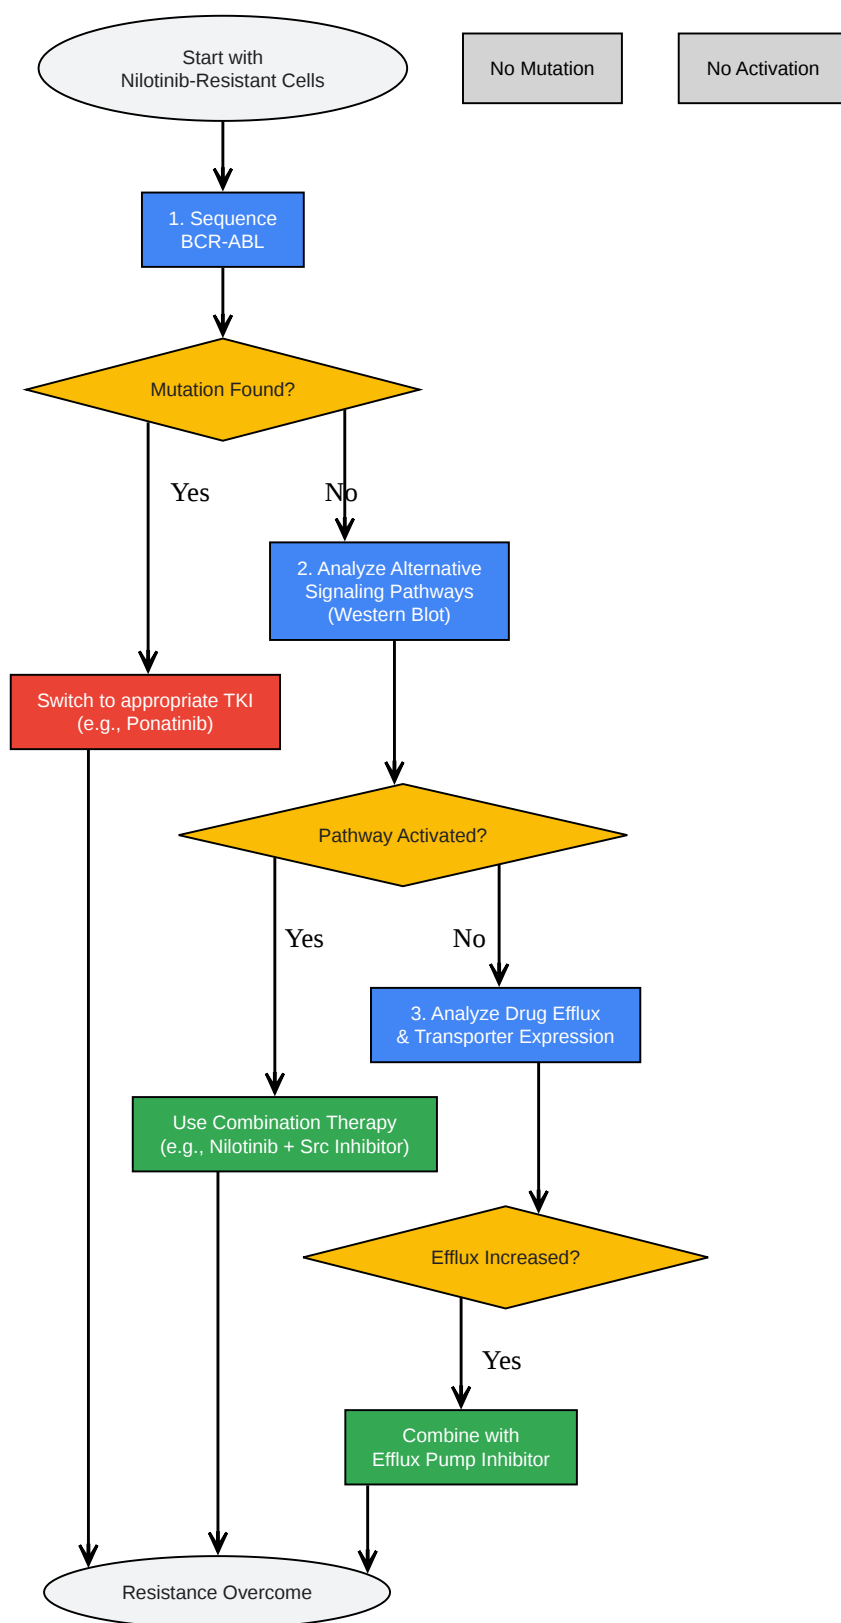 Start with
Nilotinib-Resistant Cells
No Mutation
No Activation
1. Sequence
BCR-ABL
Mutation Found?
Yes
No
2. Analyze Alternative
Signaling Pathways
(Western Blot)
Switch to appropriate TKI
(e.g., Ponatinib)
Pathway Activated?
Yes
No
3. Analyze Drug Efflux
& Transporter Expression
Use Combination Therapy
(e.g., Nilotinib + Src Inhibitor)
Efflux Increased?
Yes
Combine with
Efflux Pump Inhibitor
Resistance Overcome